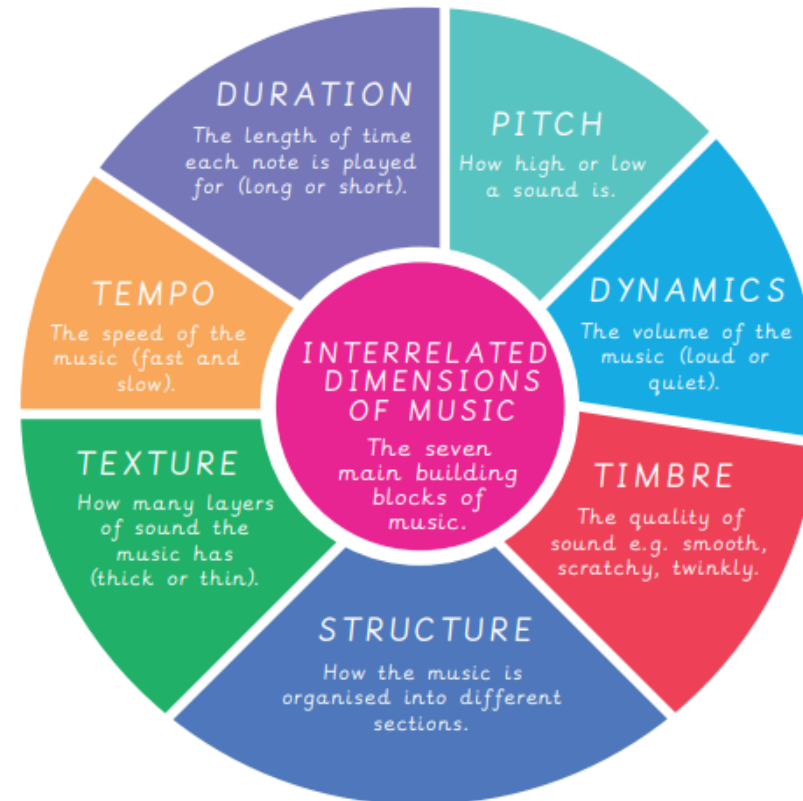 DURATION
The length of time
each note is played
for (long or short).
PITCH
How high or low
a sound is.
DYNAMICS
The volume of the
music (loud or
quiet).
TIMBRE
The quality of
sound e.g. smooth,
scratchy, twinkly.
STRUCTURE
How the music is
organised into different
sections.
TEXTURE
How many layers
of sound the
music has
(thick or thin).
TEMPO
The speed of the
music (fast and
slow).
INTERRELATED
DIMENSIONS
OF MUSIC
The seven
main building
blocks of
music.